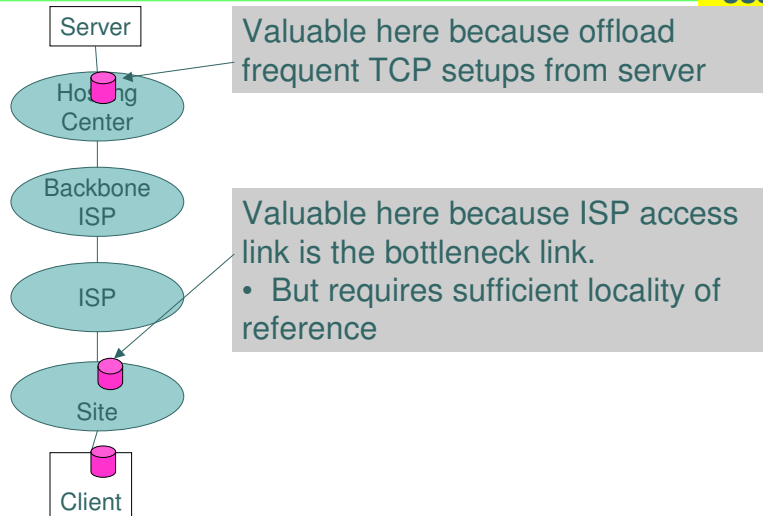 Server
Valuable here because offload
frequent TCP setups from server
Center
Backbone
ISP
Valuable here because ISP access
link is the bottleneck link.
• But requires sufficient locality of
reference
ISP
Site
Client